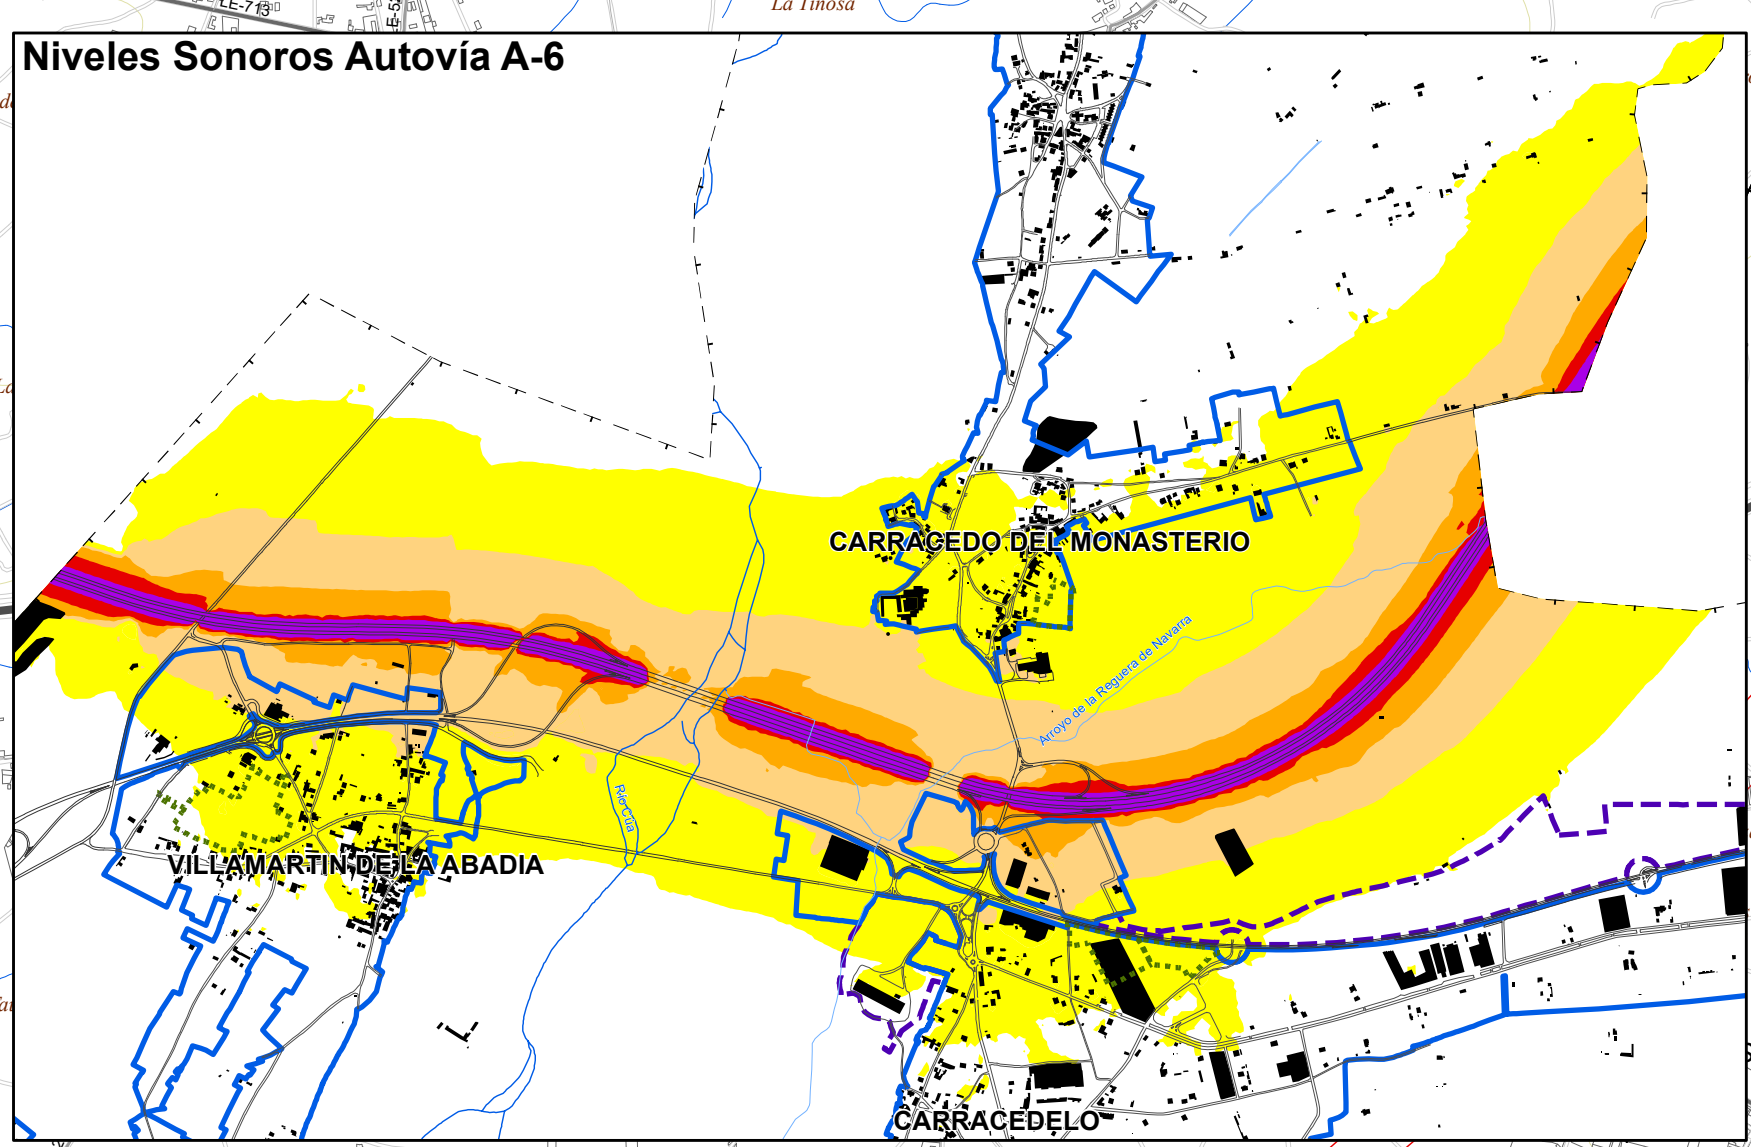 LE-713
La Tinosa
Niveles Sonoros Autovía A-6
CARRACEDO DEL MONASTERIO
Arroyo de la Reguera de Navarra
Río Cúa
VILLAMARTIN DE LA ABADIA
CARRACEDELO